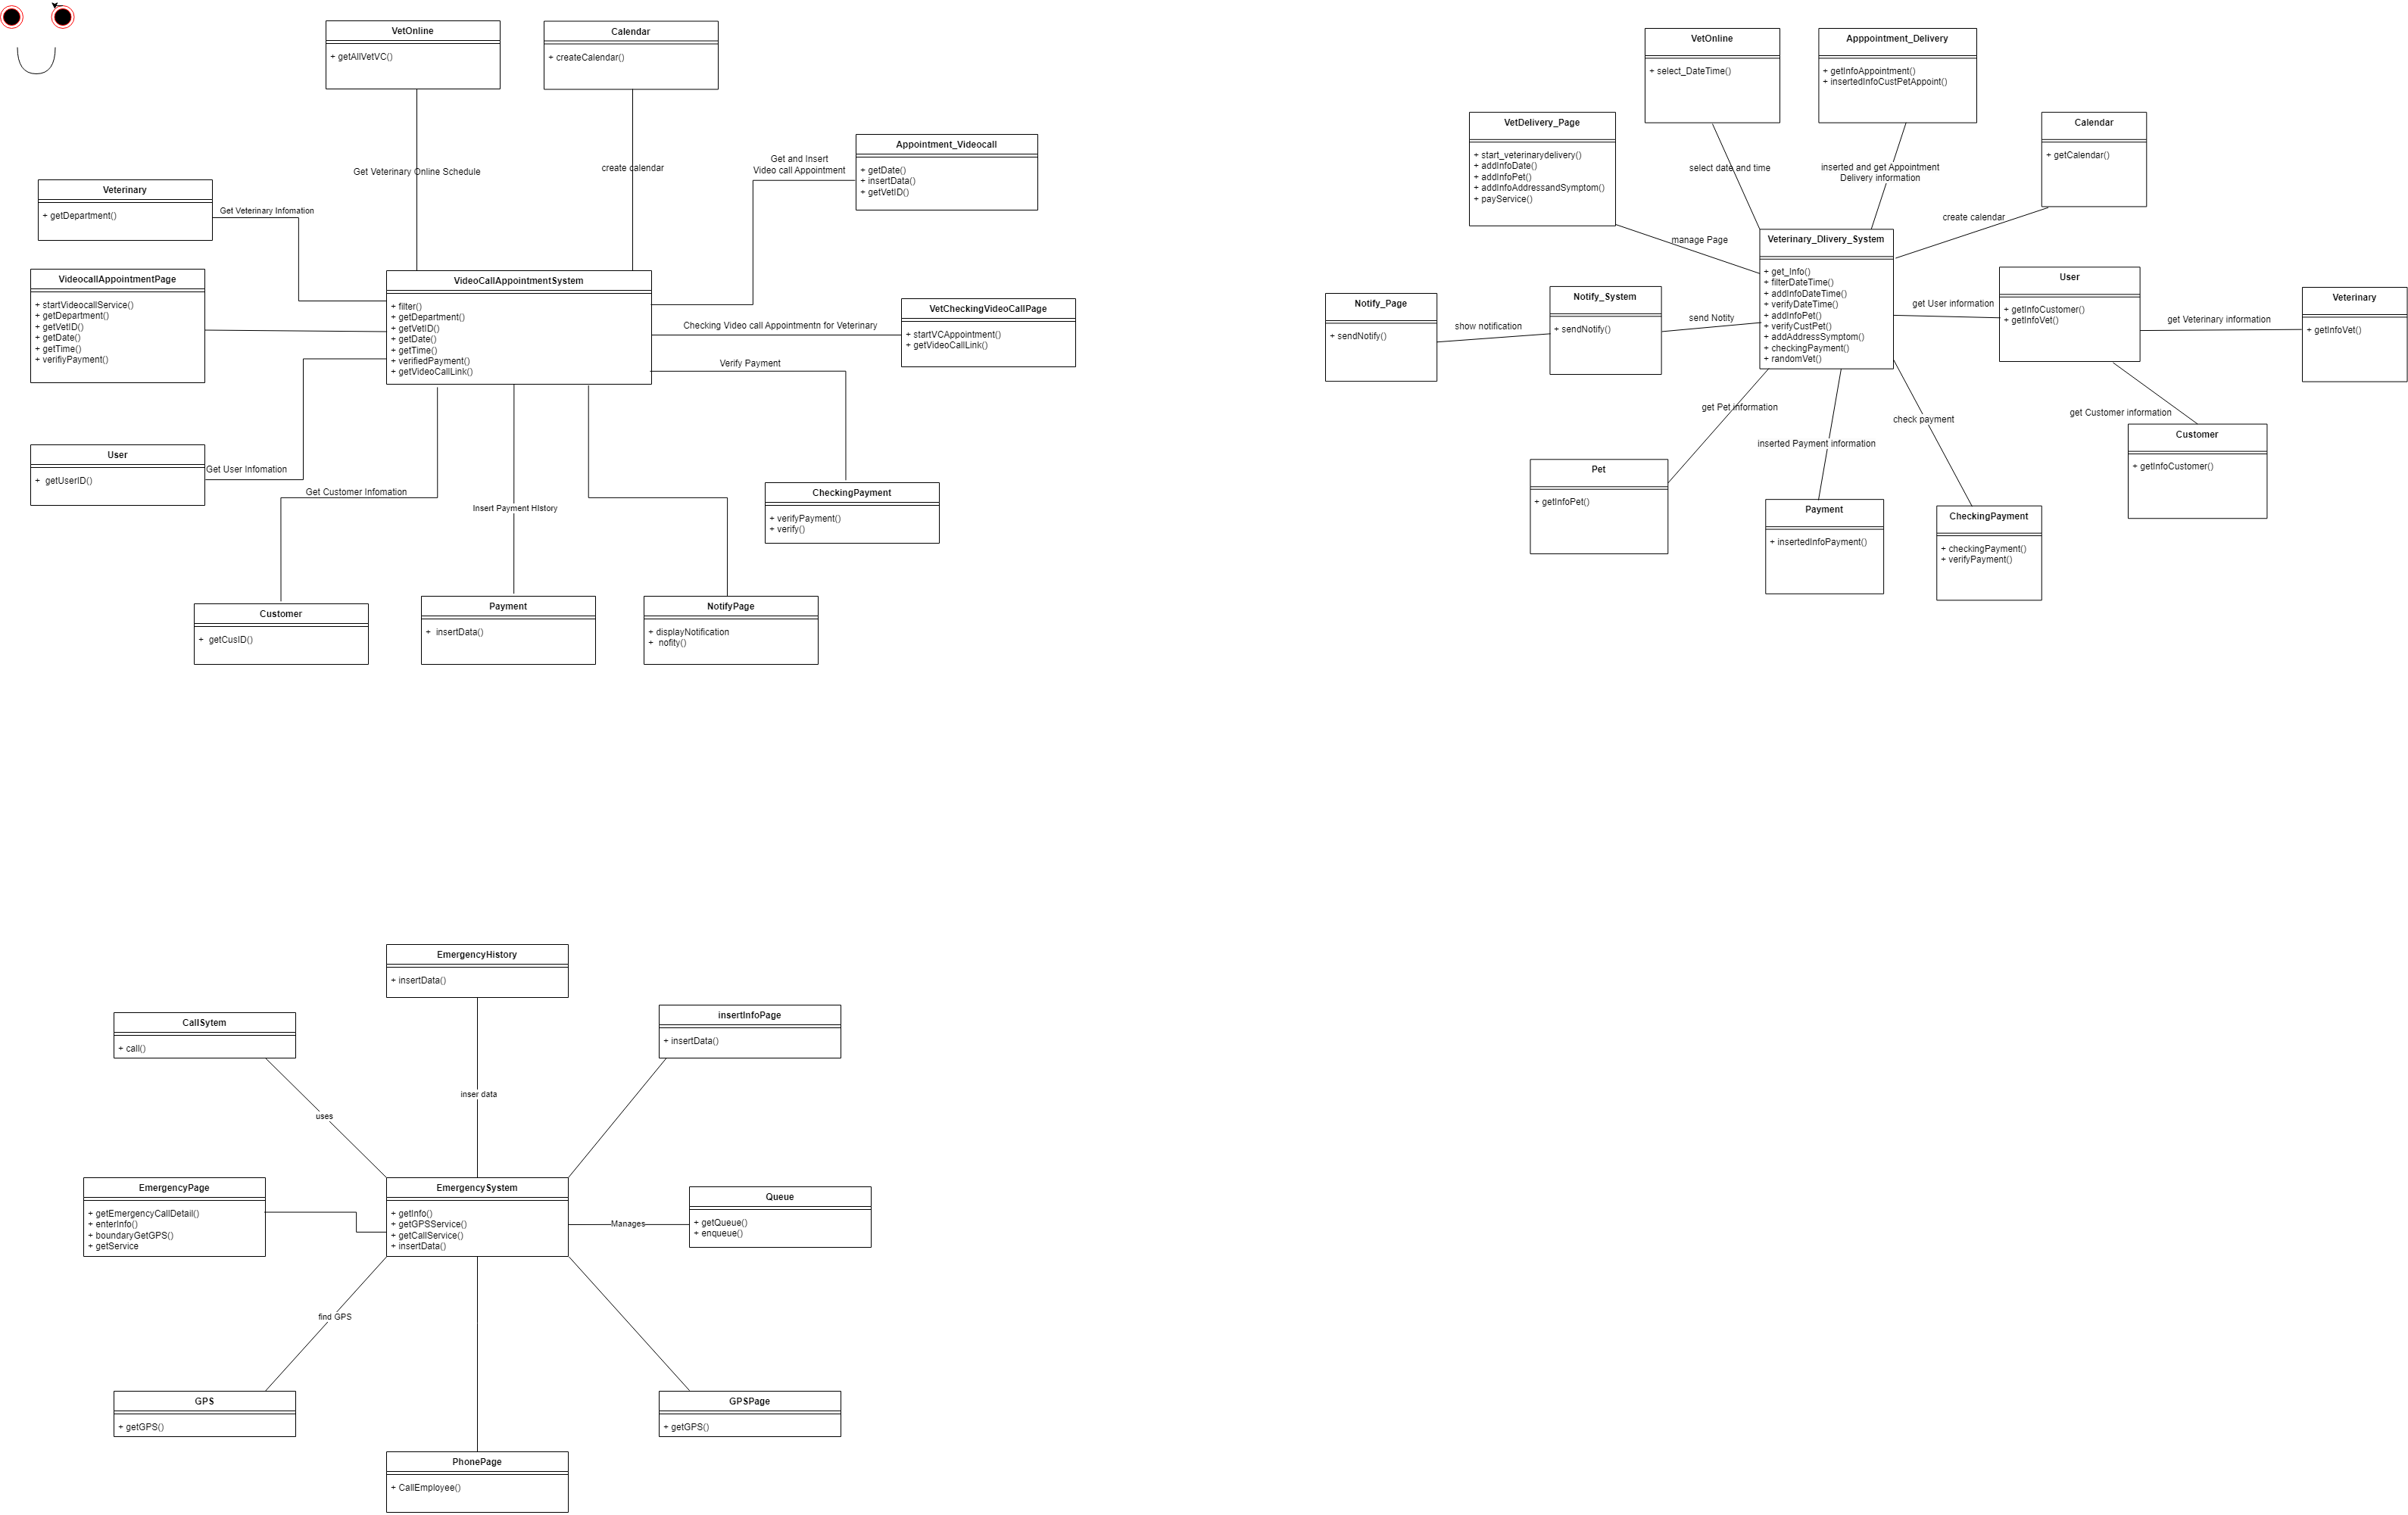 VetOnline
+ getAllVetVC()
Calendar
+ createCalendar()
Get Veterinary Online Schedule
create calendar
Get and Insert
Video call Appointment
Appointment_Videocall
+ getDate()
+ insertData()
+ getVetID()
Veterinary
+ getDepartment()
Get Veterinary Infomation
VideocallAppointmentPage
+ startVideocallService()
+ getDepartment()
+ getVetID()
+ getDate()
+ getTime()
+ verifiyPayment()
VideoCallAppointmentSystem
+ filter()
+ getDepartment()
+ getVetID()
+ getDate()
+ getTime()
+ verifiedPayment()
+ getVideoCallLink()
VetCheckingVideoCallPage
+ startVCAppointment()
+ getVideoCallLink()
Checking Video call Appointmentn for Veterinary
Verify Payment
User
+  getUserID()
Get User Infomation
Get Customer Infomation
Insert Payment HIstory
CheckingPayment
+ verifyPayment()
+ verify()
Customer
+  getCusID()
Payment
+  insertData()
NotifyPage
+ displayNotification
+  nofity()
VetOnline
+ select_DateTime()
Apppointment_Delivery
+ getInfoAppointment()
+ insertedInfoCustPetAppoint()
VetDelivery_Page
+ start_veterinarydelivery()
+ addInfoDate()
+ addInfoPet()
+ addInfoAddressandSymptom()
+ payService()
Calendar
+ getCalendar()
select date and time
inserted and get Appointment
Delivery information
create calendar
manage Page
Veterinary_Dlivery_System
+ get_Info()
+ filterDateTime()
+ addInfoDateTime()
+ verifyDateTime()
+ addInfoPet()
+ verifyCustPet()
+ addAddressSymptom()
+ checkingPayment()
+ randomVet()
User
+ getInfoCustomer()
+ getInfoVet()
get User information
Veterinary
+ getInfoVet()
get Veterinary information
Notify_Page
+ sendNotify()
show notification
Notify_System
+ sendNotify()
send Notity
get Pet information
inserted Payment information
check payment
get Customer information
Customer
+ getInfoCustomer()
Pet
+ getInfoPet()
Payment
+ insertedInfoPayment()
CheckingPayment
+ checkingPayment()
+ verifyPayment()
EmergencyHistory
+ insertData()
CallSytem
+ call()
insertInfoPage
+ insertData()
inser data
uses
EmergencyPage
+ getEmergencyCallDetail()
+ enterInfo()
+ boundaryGetGPS()
+ getService
EmergencySystem
+ getInfo()
+ getGPSService()
+ getCallService()
+ insertData()
Manages
Queue
+ getQueue()
+ enqueue()
find GPS
GPS
+ getGPS()
GPSPage
+ getGPS()
PhonePage
+ CallEmployee()